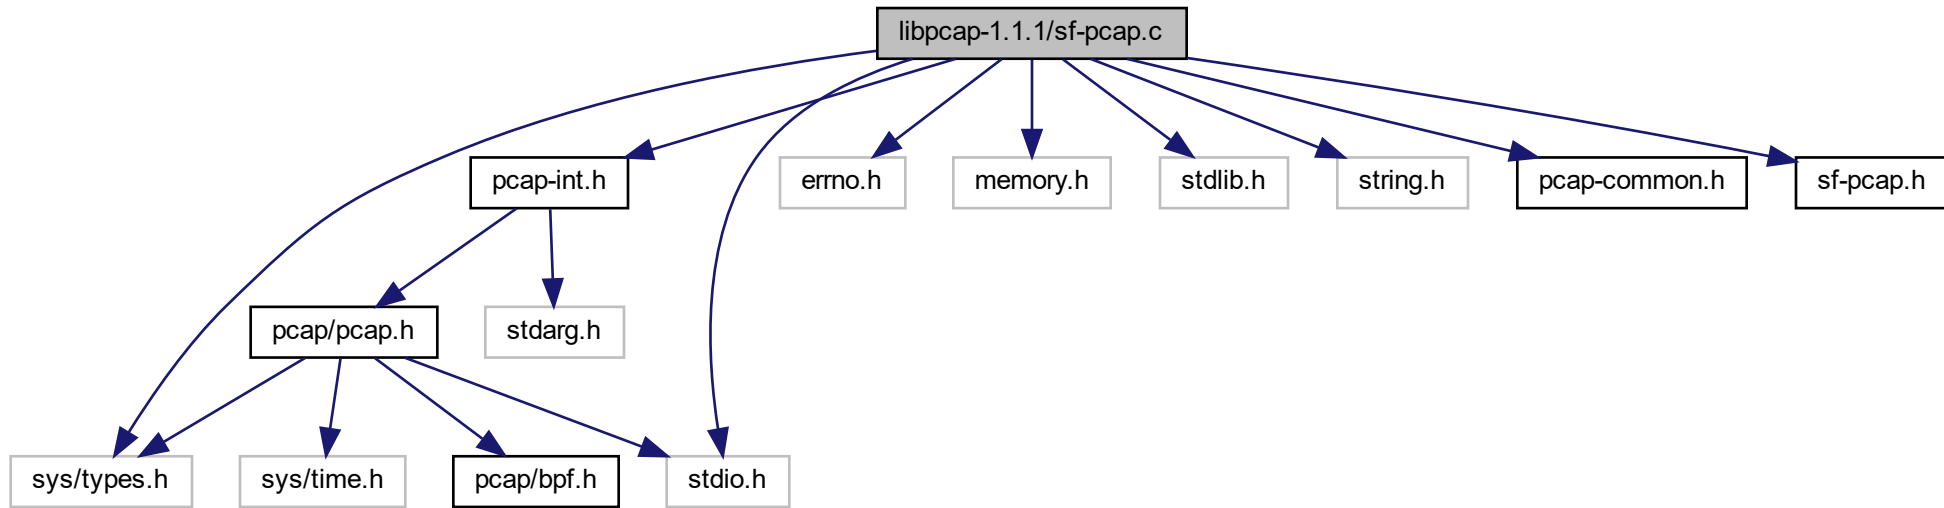 libpcap-1.1.1/sf-pcap.c
pcap-int.h
errno.h
memory.h
stdlib.h
string.h
pcap-common.h
sf-pcap.h
pcap/pcap.h
stdarg.h
sys/types.h
sys/time.h
pcap/bpf.h
stdio.h